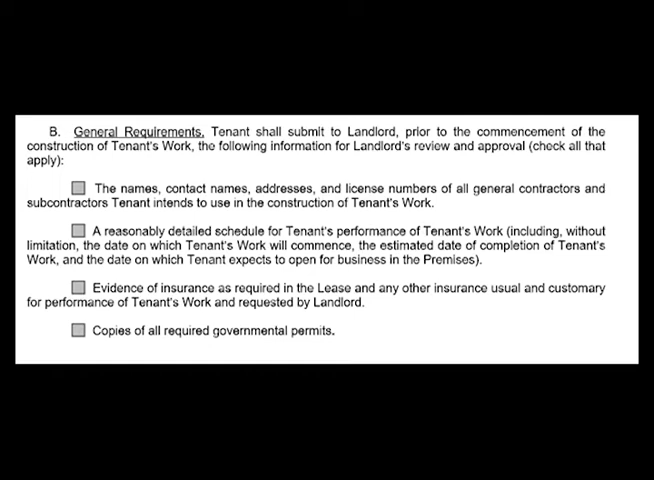 B. General Requirements. Tenant shall submit to Landlord, prior to the commencement of the
construction of Tenant's Work, the following information for Landlord's review and approval (check all that
apply):
The names, contact names, addresses, and license numbers of all general contractors and
subcontractors Tenant intends to use in the construction of Tenant's Work.
A reasonably detailed schedule for Tenant's performance of Tenant's Work (including, without
limitation, the date on which Tenant's Work will commence, the estimated date of completion of Tenant's
Work, and the date on which Tenant expects to open for business in the Premises).
Evidence of insurance as required in the Lease and any other insurance usual and customary
for performance of Tenant's Work and requested by Landlord.
Copies of all required governmental permits.